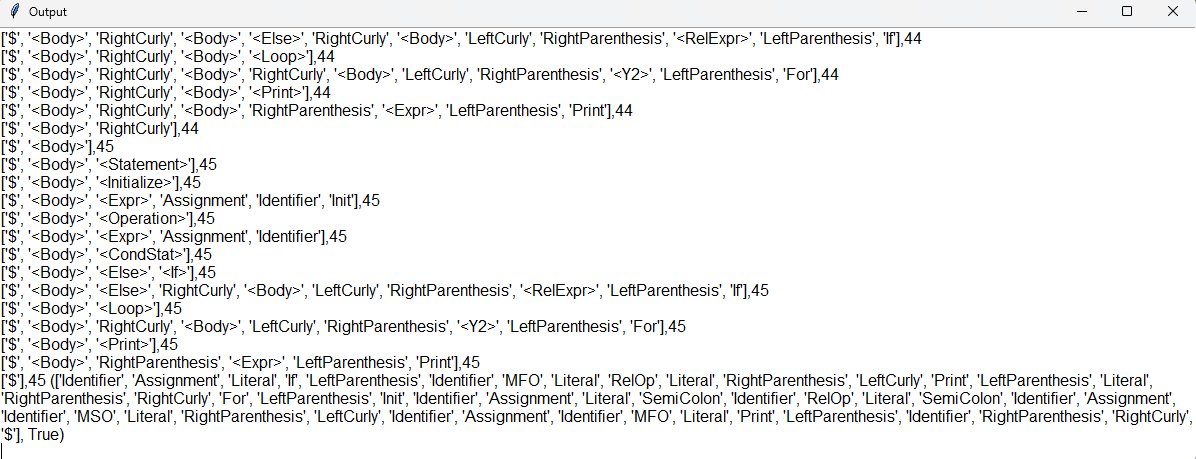 Output
['$', '<Body>', 'RightCurly', '<Body>', '<Else>', 'RightCurly', '<Body>', 'LeftCurly', 'RightParenthesis', '<RelExpr>', 'LeftParenthesis', 'If'],44
['$', '<Body>', 'RightCurly', '<Body>', '<Loop>'],44
['$', '<Body>', 'RightCurly', '<Body>', 'RightCurly', '<Body>', 'LeftCurly', 'RightParenthesis', '<Y2>', 'LeftParenthesis', 'For'],44
['$', '<Body>', 'RightCurly', '<Body>', '<Print>'],44
['$', '<Body>', 'RightCurly', '<Body>', 'RightParenthesis', '<Expr>', 'LeftParenthesis', 'Print'],44
['$', '<Body>', 'RightCurly'],44
['$', '<Body>'],45
['$', '<Body>', '<Statement>'],45
['$', '<Body>', '<Initialize>'],45
['$', '<Body>', '<Expr>', 'Assignment', 'Identifier', 'Init'],45
['$', '<Body>', '<Operation>'],45
['$', '<Body>', '<Expr>', 'Assignment', 'Identifier'],45
['$', '<Body>', '<CondStat>'],45
['$', '<Body>', '<Else>', '<If>'],45
['$', '<Body>', '<Else>', 'RightCurly', '<Body>', 'LeftCurly', 'RightParenthesis', '<RelExpr>', 'LeftParenthesis', 'If'],45
['$', '<Body>', '<Loop>'],45
['$', '<Body>', 'RightCurly', '<Body>', 'LeftCurly', 'RightParenthesis', '<Y2>', 'LeftParenthesis', 'For'],45
['$', '<Body>', '<Print>'],45
['$', '<Body>', 'RightParenthesis', '<Expr>', 'LeftParenthesis', 'Print'],45
['$'],45 (['Identifier', 'Assignment', 'Literal', 'If', 'LeftParenthesis', 'Identifier', 'MFO', 'Literal', 'RelOp', 'Literal', 'RightParenthesis', 'LeftCurly', 'Print', 'LeftParenthesis', 'Literal',
'RightParenthesis', 'RightCurly', 'For', 'LeftParenthesis', 'Init', 'Identifier', 'Assignment', 'Literal', 'SemiColon', 'Identifier', 'RelOp', 'Literal', 'SemiColon', 'Identifier', 'Assignment',
'Identifier', 'MSO', 'Literal', 'RightParenthesis', 'LeftCurly', 'Identifier', 'Assignment', 'Identifier', 'MFO', 'Literal', 'Print', 'LeftParenthesis', 'Identifier', 'RightParenthesis', 'RightCurly',
'$'], True)